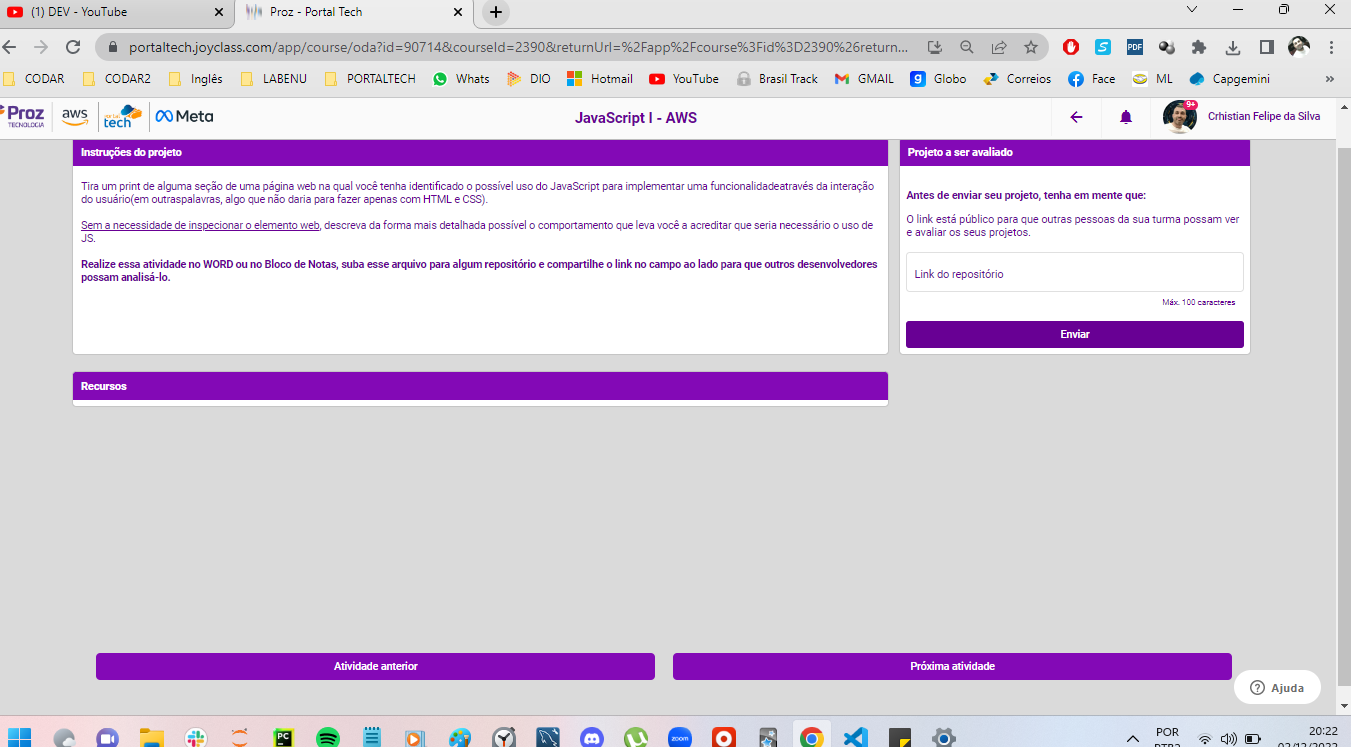 (1) DEV - YouTube
Proz - Portal Tech
portaltech.joyclass.com/app/course/oda?id=90714&courseId=2390&returnUrl=%2Fapp%2Fcourse%3Fid%3D2390%26return...
CODAR
CODAR2
Inglês
LABENU
PORTALTECH
Whats
DIO
Hotmail
YouTube
Brasil Track
GMAIL
Globo
Correios
Face
ML
Capgemini
»
Proz
TECNOLOGIA
aws
tech
Meta
JavaScript I - AWS
9+
Crhistian Felipe da Silva
Instruções do projeto
Tira um print de alguma seção de uma página web na qual você tenha identificado o possível uso do JavaScript para implementar uma funcionalidadeatravés da interação
do usuário(em outraspalavras, algo que não daria para fazer apenas com HTML e CSS).
Sem a necessidade de inspecionar o elemento web, descreva da forma mais detalhada possível o comportamento que leva você a acreditar que seria necessário o uso de
JS.
Realize essa atividade no WORD ou no Bloco de Notas, suba esse arquivo para algum repositório e compartilhe o link no campo ao lado para que outros desenvolvedores
possam analisá-lo.
Projeto a ser avaliado
Antes de enviar seu projeto, tenha em mente que:
O link está público para que outras pessoas da sua turma possam ver
e avaliar os seus projetos.
Link do repositório
Máx. 100 caracteres
Enviar
Recursos
Atividade anterior
Próxima atividade
Ajuda
PDF
PC
zoom
POR
20:22